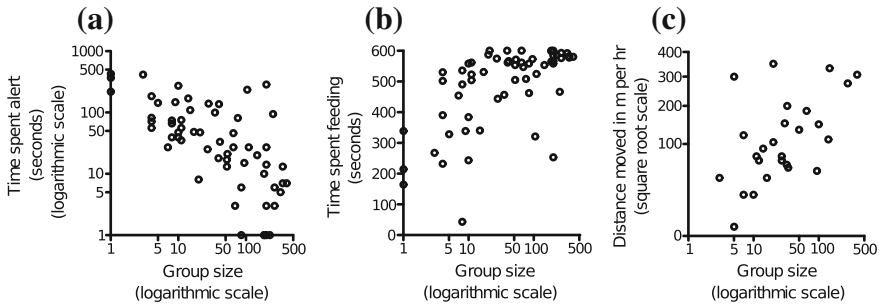 (a)
Time spent alert
(seconds)
(logarithmic scale)
1000
500
100
50
10
5
1
1
5
10
50
100
500
Group size
(logarithmic scale)
(b)
Time spent feeding
(seconds)
600
500
400
300
200
100
0
1
5
10
50
100
500
Group size
(logarithmic scale)
(c)
Distance moved in m per hr
(square root scale)
400
300
200
100
0
1
5
10
50
100
500
Group size
(logarithmic scale)